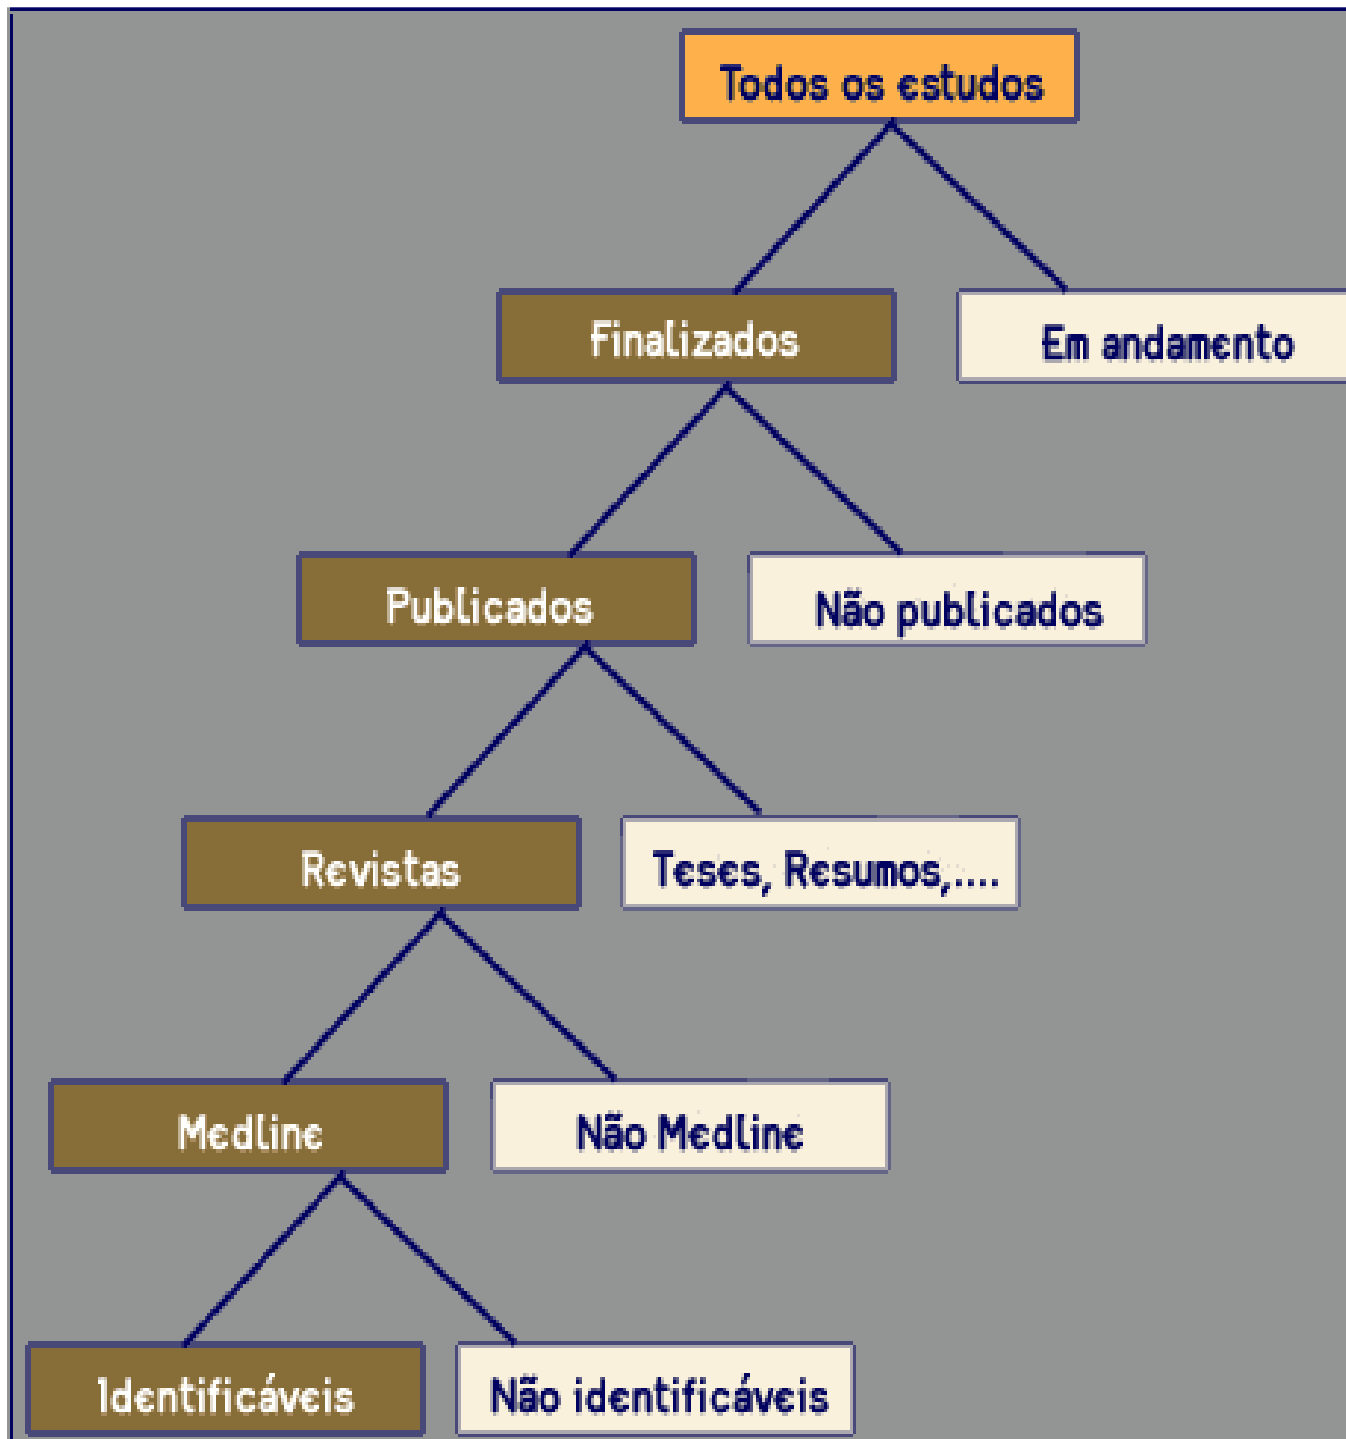 Todos os estudos
Finalizados
Em andamento
Publicados
Não publicados
Revistas
Teses, Resumos,....
Medline
Não Medline
Identificáveis
Não identificáveis